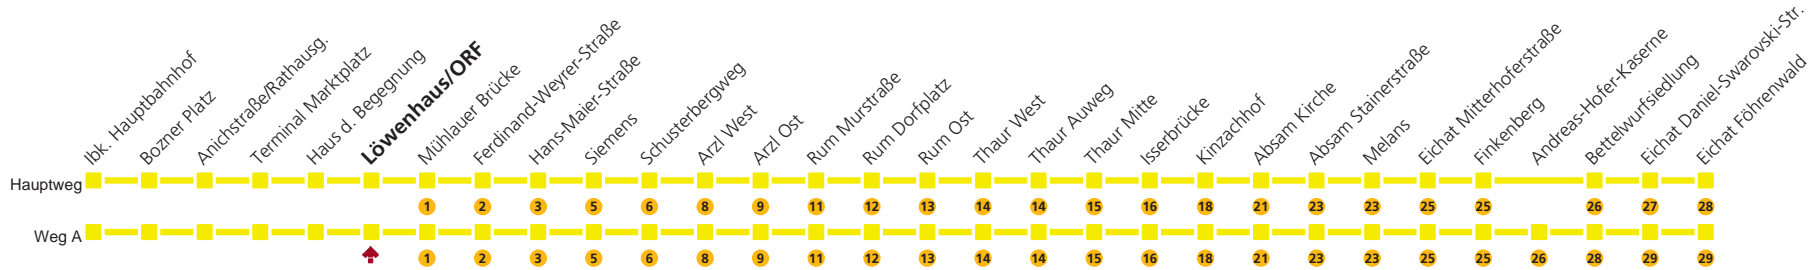 Ibk. Hauptbahnhof
Bozner Platz
Anichstraße/Rathausg.
Terminal Marktplatz
Haus d. Begegnung
Löwenhaus/ORF
Mühlauer Brücke
Ferdinand-Weyrer-Straße
Hans-Maier-Straße
Siemens
Schusterbergweg
Arzl West
Arzl Ost
Rum Murstraße
Rum Dorfplatz
Rum Ost
Thaur West
Thaur Auweg
Thaur Mitte
Isserbrücke
Kinzachhof
Absam Kirche
Absam Stainerstraße
Melans
Eichat Mitterhoferstraße
Finkenberg
Andreas-Hofer-Kaserne
Bettelwurfsiedlung
Eichat Daniel-Swarovski-Str.
Eichat Föhrenwald
Hauptweg
1 2 3 5 6 8 9 11 12 13 14 14 15 16 18 21 23 23 25 25 26 27 28
Weg A
1 2 3 5 6 8 9 11 12 13 14 14 15 16 18 21 23 23 25 25 26 28 29 29